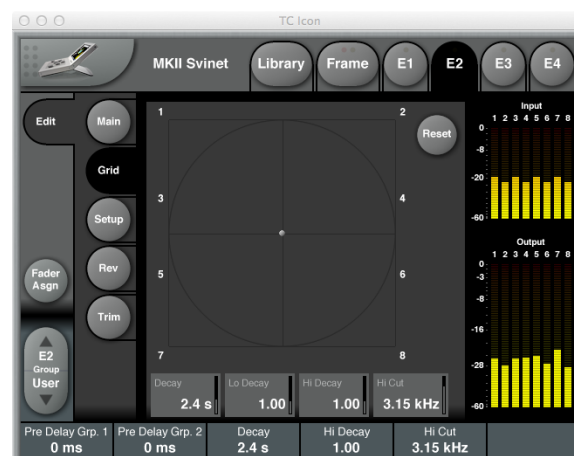 TC Icon
MKII Svinet Library Frame E1 E2 E3 E4
Edit
Main
Grid
Setup
Rev
Trim
Fader
Asgn
E2
Group
User
1 2
3 4
5 6
7 8
Reset
Input
1 2 3 4 5 6 7 8
0
-8
-20
-60
Output
1 2 3 4 5 6 7 8
0
-3
-8
-16
-28
-60
Decay Lo Decay Hi Decay Hi Cut
2.4 s 1.00 1.00 3.15 kHz
Pre Delay Grp. 1 Pre Delay Grp. 2 Decay Hi Decay Hi Cut
0 ms 0 ms 2.4 s 1.00 3.15 kHz